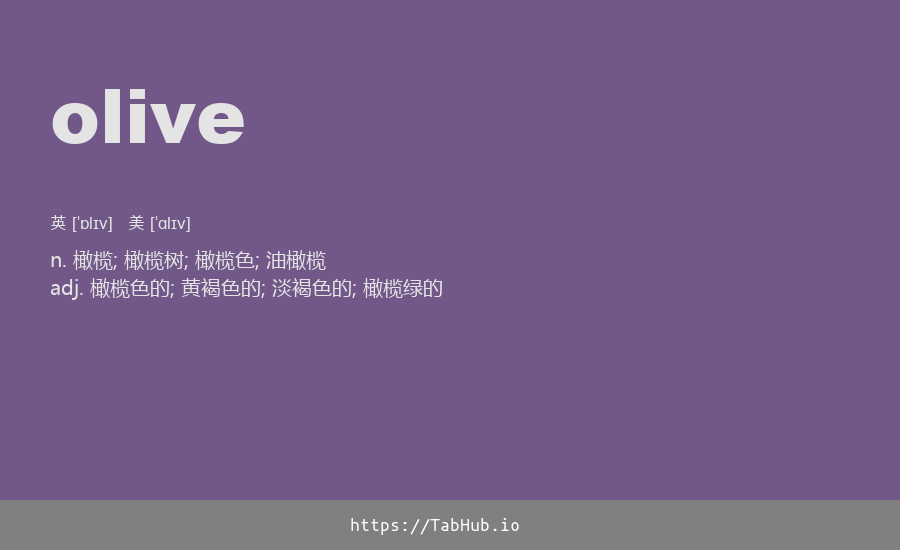 olive
英 [ˈɒlɪv] 美 [ˈɑlɪv]
n. 橄榄; 橄榄树; 橄榄色; 油橄榄
adj. 橄榄色的; 黄褐色的; 淡褐色的; 橄榄绿的
https://TabHub.io